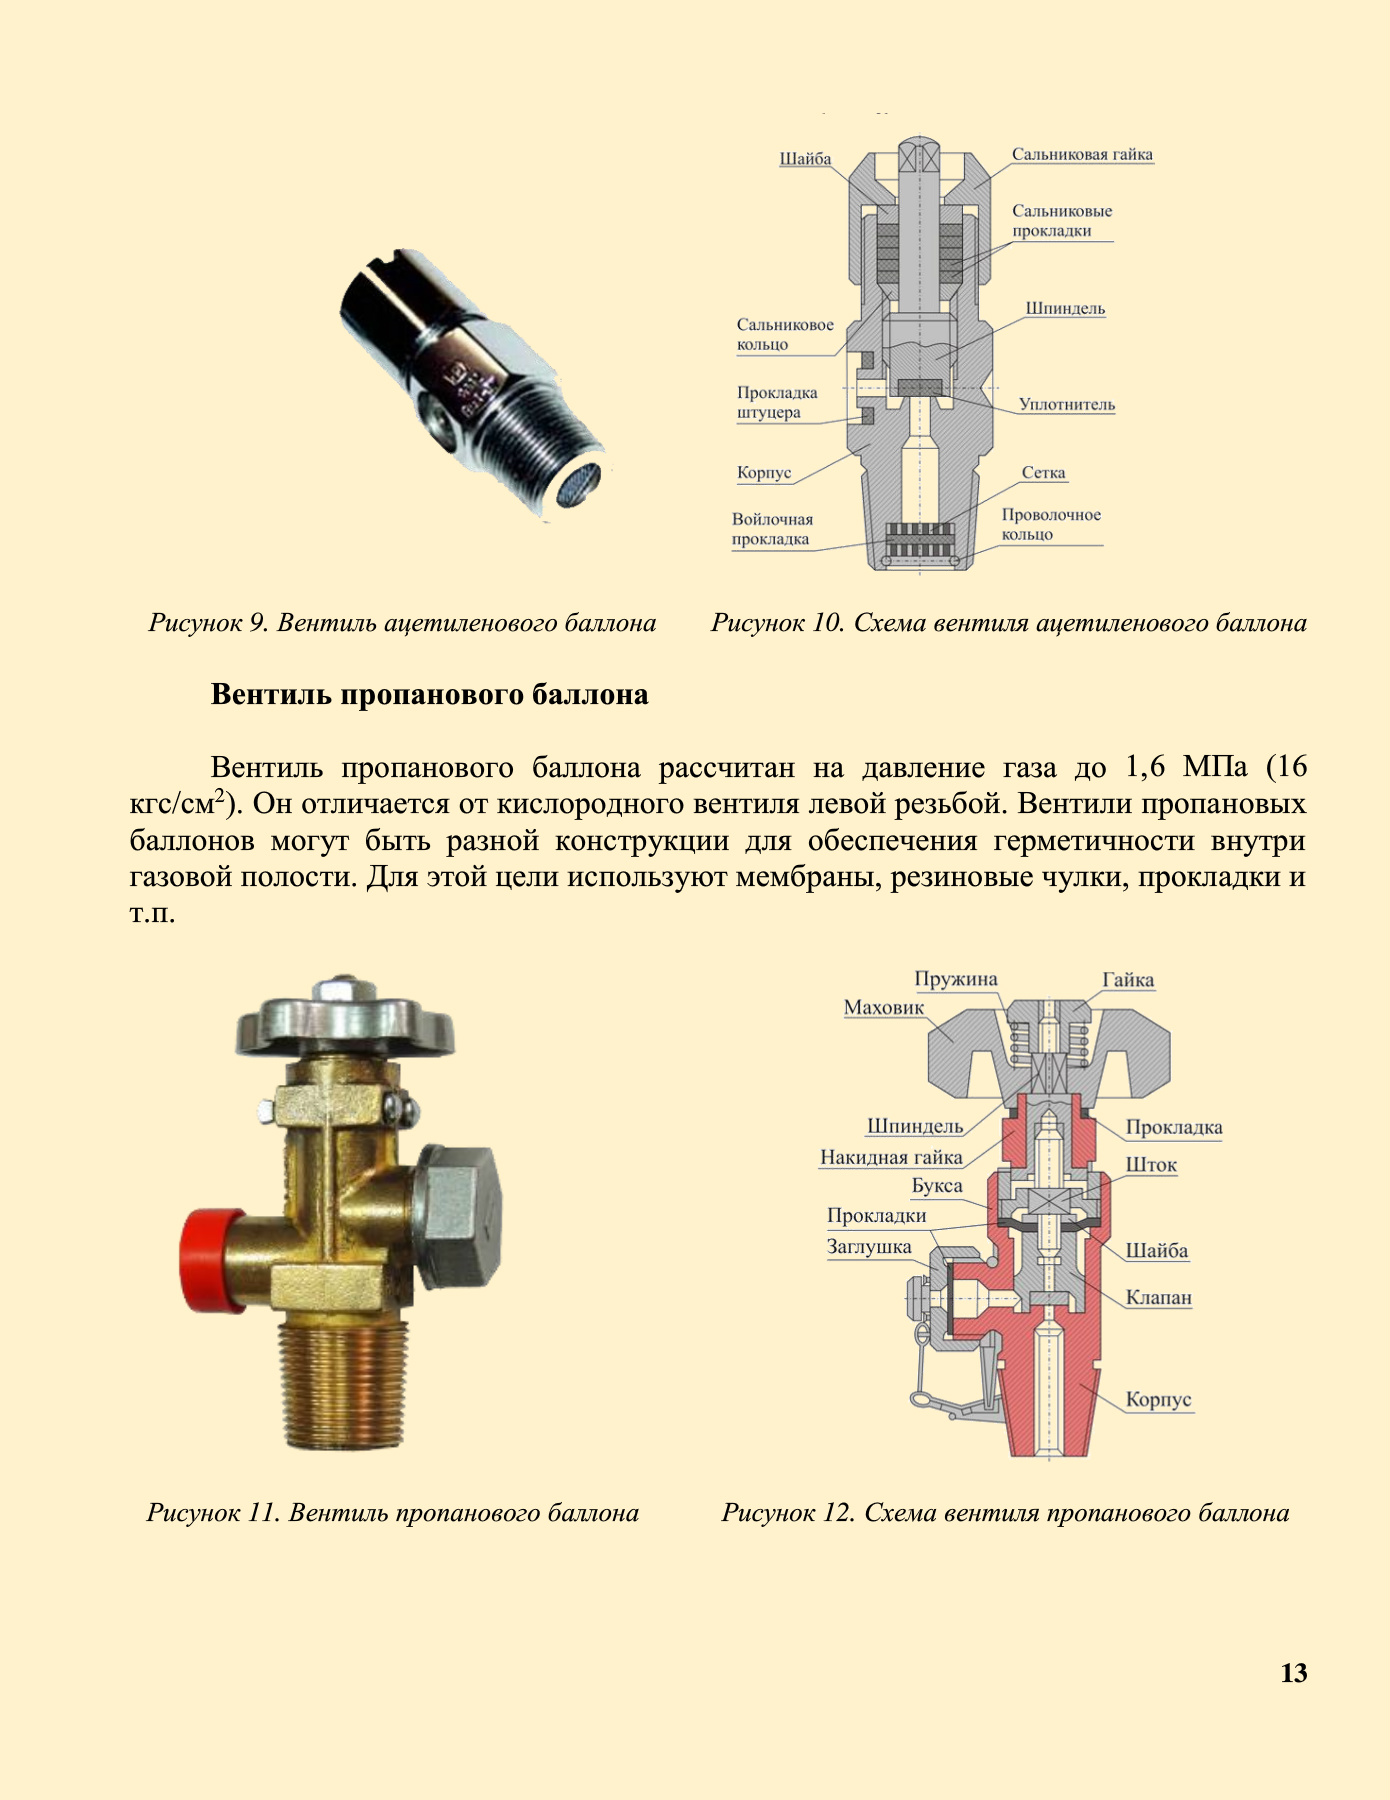 Шайба
Сальниковая гайка
Сальниковые
прокладки
Шпиндель
Сальниковое
кольцо
Прокладка
штуцера
Уплотнитель
Корпус
Сетка
Войлочная
прокладка
Проволочное
кольцо
Рисунок 9. Вентиль ацетиленового баллона
Рисунок 10. Схема вентиля ацетиленового баллона
Вентиль пропанового баллона
Вентиль пропанового баллона рассчитан на давление газа до 1,6 МПа (16
кгс/см²). Он отличается от кислородного вентиля левой резьбой. Вентили пропановых
баллонов могут быть разной конструкции для обеспечения герметичности внутри
газовой полости. Для этой цели используют мембраны, резиновые чулки, прокладки и
т.п.
Пружина
Гайка
Маховик
Шпиндель
Прокладка
Накидная гайка
Шток
Букса
Прокладки
Заглушка
Шайба
Клапан
Корпус
Рисунок 11. Вентиль пропанового баллона
Рисунок 12. Схема вентиля пропанового баллона
13